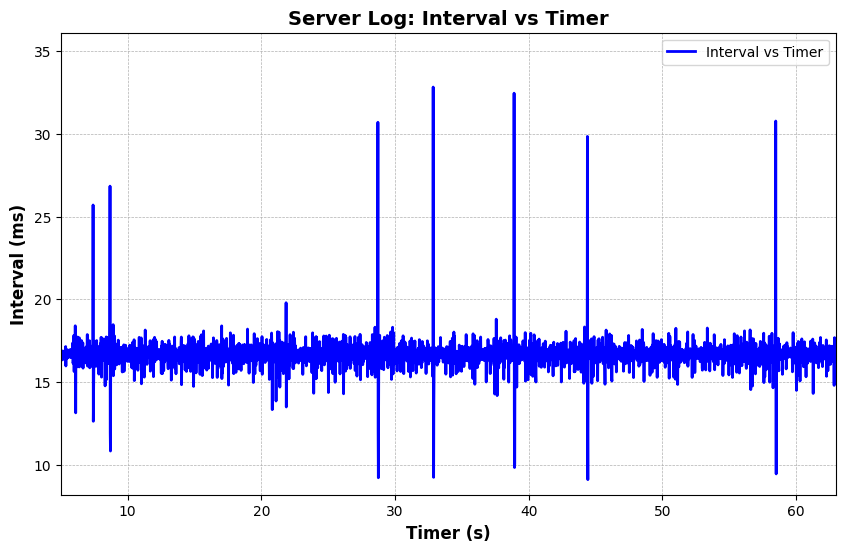 Server Log: Interval vs Timer
Interval vs Timer
35
30
25
20
15
10
Interval (ms)
10 20 30 40 50 60
Timer (s)